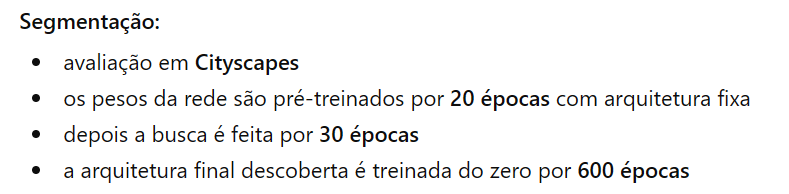 Segmentação:
• avaliação em Cityscapes
• os pesos da rede são pré-treinados por 20 épocas com arquitetura fixa
• depois a busca é feita por 30 épocas
• a arquitetura final descoberta é treinada do zero por 600 épocas